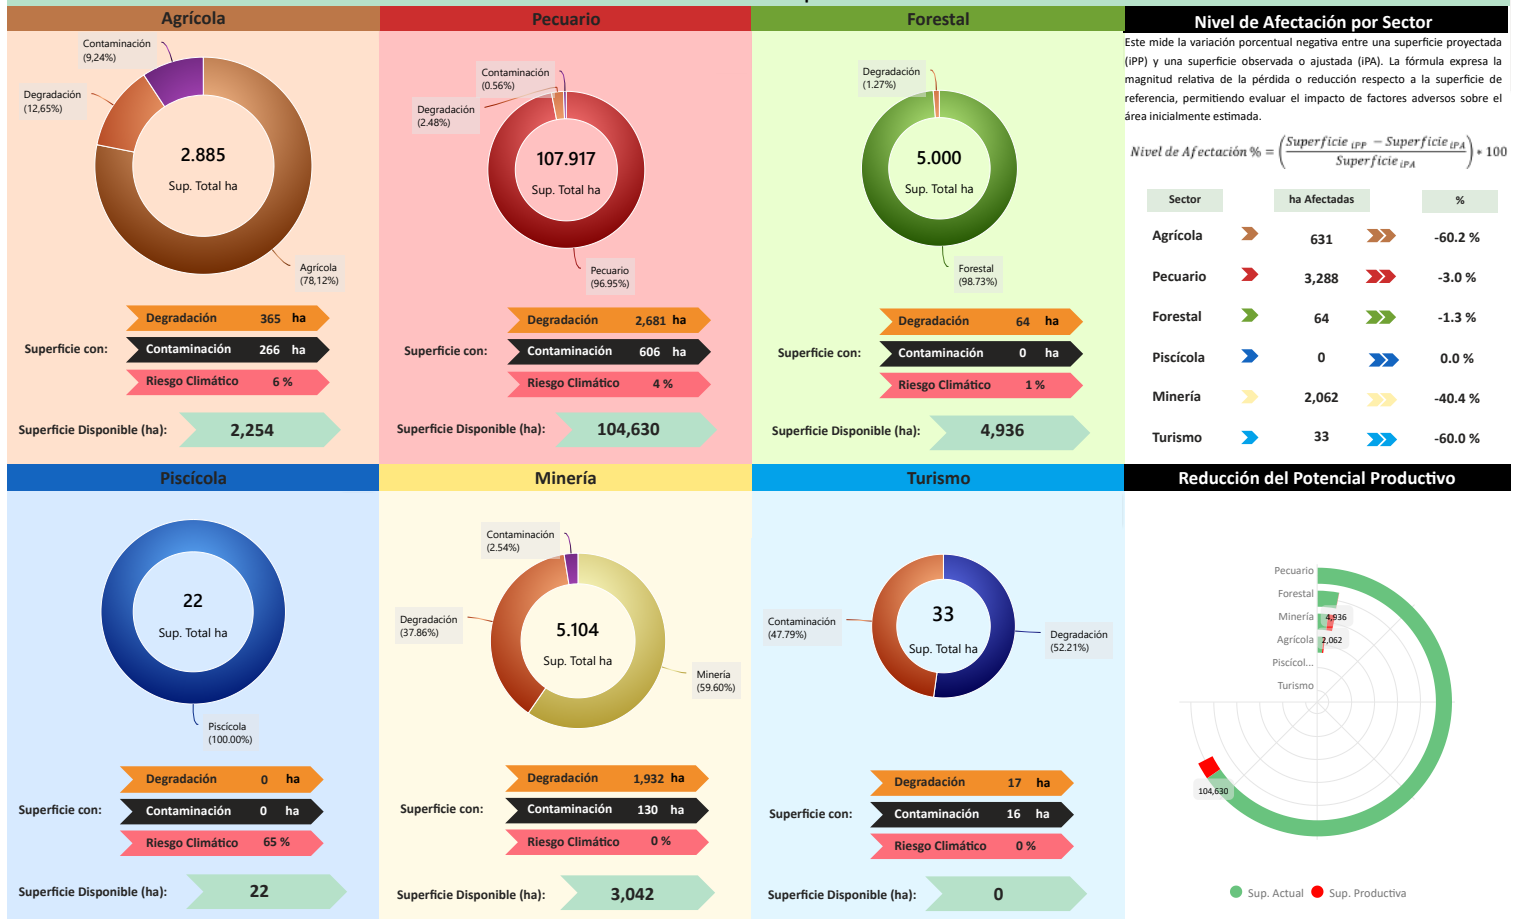 Agrícola
Contaminación
(9,24%)
Degradación
(12,65%)
2.885
Sup. Total ha
Agrícola
(78,12%)
Superficie con:
Degradación 365 ha
Contaminación 266 ha
Riesgo Climático 6 %
Superficie Disponible (ha): 2,254
Pecuario
Contaminación
(0.56%)
Degradación
(2.48%)
107.917
Sup. Total ha
Pecuario
(96.95%)
Superficie con:
Degradación 2,681 ha
Contaminación 606 ha
Riesgo Climático 4 %
Superficie Disponible (ha): 104,630
Forestal
Degradación
(1.27%)
5.000
Sup. Total ha
Forestal
(98.73%)
Superficie con:
Degradación 64 ha
Contaminación 0 ha
Riesgo Climático 1 %
Superficie Disponible (ha): 4,936
Nivel de Afectación por Sector
Este mide la variación porcentual negativa entre una superficie proyectada
(iPP) y una superficie observada o ajustada (iPA). La fórmula expresa la
magnitud relativa de la pérdida o reducción respecto a la superficie de
referencia, permitiendo evaluar el impacto de factores adversos sobre el
área inicialmente estimada.
Nivel de Afectación % = (Superficie iPP − Superficie iPA / Superficie iPA) * 100
Sector ha Afectadas %
Agrícola 631 -60.2 %
Pecuario 3,288 -3.0 %
Forestal 64 -1.3 %
Piscícola 0 0.0 %
Minería 2,062 -40.4 %
Turismo 33 -60.0 %
Piscícola
22
Sup. Total ha
Piscícola
(100.00%)
Superficie con:
Degradación 0 ha
Contaminación 0 ha
Riesgo Climático 65 %
Superficie Disponible (ha): 22
Minería
Contaminación
(2.54%)
Degradación
(37.86%)
5.104
Sup. Total ha
Minería
(59.60%)
Superficie con:
Degradación 1,932 ha
Contaminación 130 ha
Riesgo Climático 0 %
Superficie Disponible (ha): 3,042
Turismo
Contaminación
(47.79%)
33
Sup. Total ha
Degradación
(52.21%)
Superficie con:
Degradación 17 ha
Contaminación 16 ha
Riesgo Climático 0 %
Superficie Disponible (ha): 0
Reducción del Potencial Productivo
Pecuario
Forestal
Minería 4,936
Agrícola 2,062
Piscícol...
Turismo
104,630
Sup. Actual Sup. Productiva